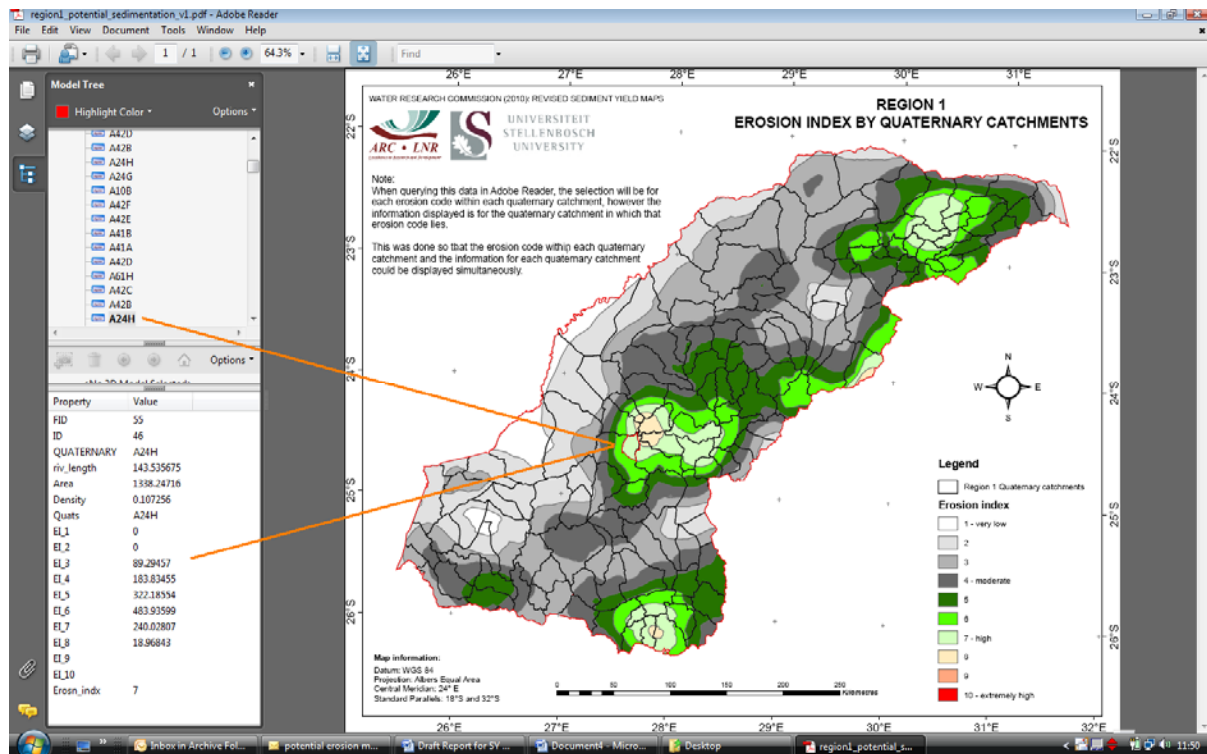 region1_potential_sedimentation_v1.pdf - Adobe Reader
File Edit View Document Tools Window Help
1 / 1 64.3% Find
Model Tree
Highlight Color Options
A42D
A42B
A24H
A24G
A10B
A42F
A42E
A41B
A41A
A42D
A61H
A42C
A42B
A24H
Options
<No 3D Model Selected>
Property Value
FID 55
ID 46
QUATERNARY A24H
riv_length 143.535675
Area 1338.24716
Density 0.107256
Quats A24H
EI_1 0
EI_2 0
EI_3 89.29457
EI_4 183.83455
EI_5 322.18554
EI_6 483.93599
EI_7 240.02807
EI_8 18.96843
EI_9
EI_10
Erosn_indx 7
26°E 27°E 28°E 29°E 30°E 31°E
WATER RESEARCH COMMISSION (2010): REVISED SEDIMENT YIELD MAPS
ARC • LNR
UNIVERSITEIT
STELLENBOSCH
UNIVERSITY
REGION 1
EROSION INDEX BY QUATERNARY CATCHMENTS
Note:
When querying this data in Adobe Reader, the selection will be for
each erosion code within each quaternary catchment, however the
information displayed is for the quaternary catchment in which that
erosion code lies.
This was done so that the erosion code within each quaternary
catchment and the information for each quaternary catchment
could be displayed simultaneously.
22°S
23°S
24°S
25°S
26°S
22°S
23°S
24°S
25°S
26°S
N
W E
S
Legend
Region 1 Quaternary catchments
Erosion index
1 - very low
2
3
4 - moderate
5
6
7 - high
9
9
10 - extremely high
Map information:
Datum: WGS 84
Projection: Albers Equal Area
Central Meridian: 24° E
Standard Parallels: 18°S and 32°S
0 50 100 150 200 250
Kilometres
26°E 27°E 28°E 29°E 30°E 31°E 32°E
Inbox in Archive Fol... potential erosion m... Draft Report for SY ... Document4 - Micro... Desktop region1_potential_s... 11:50